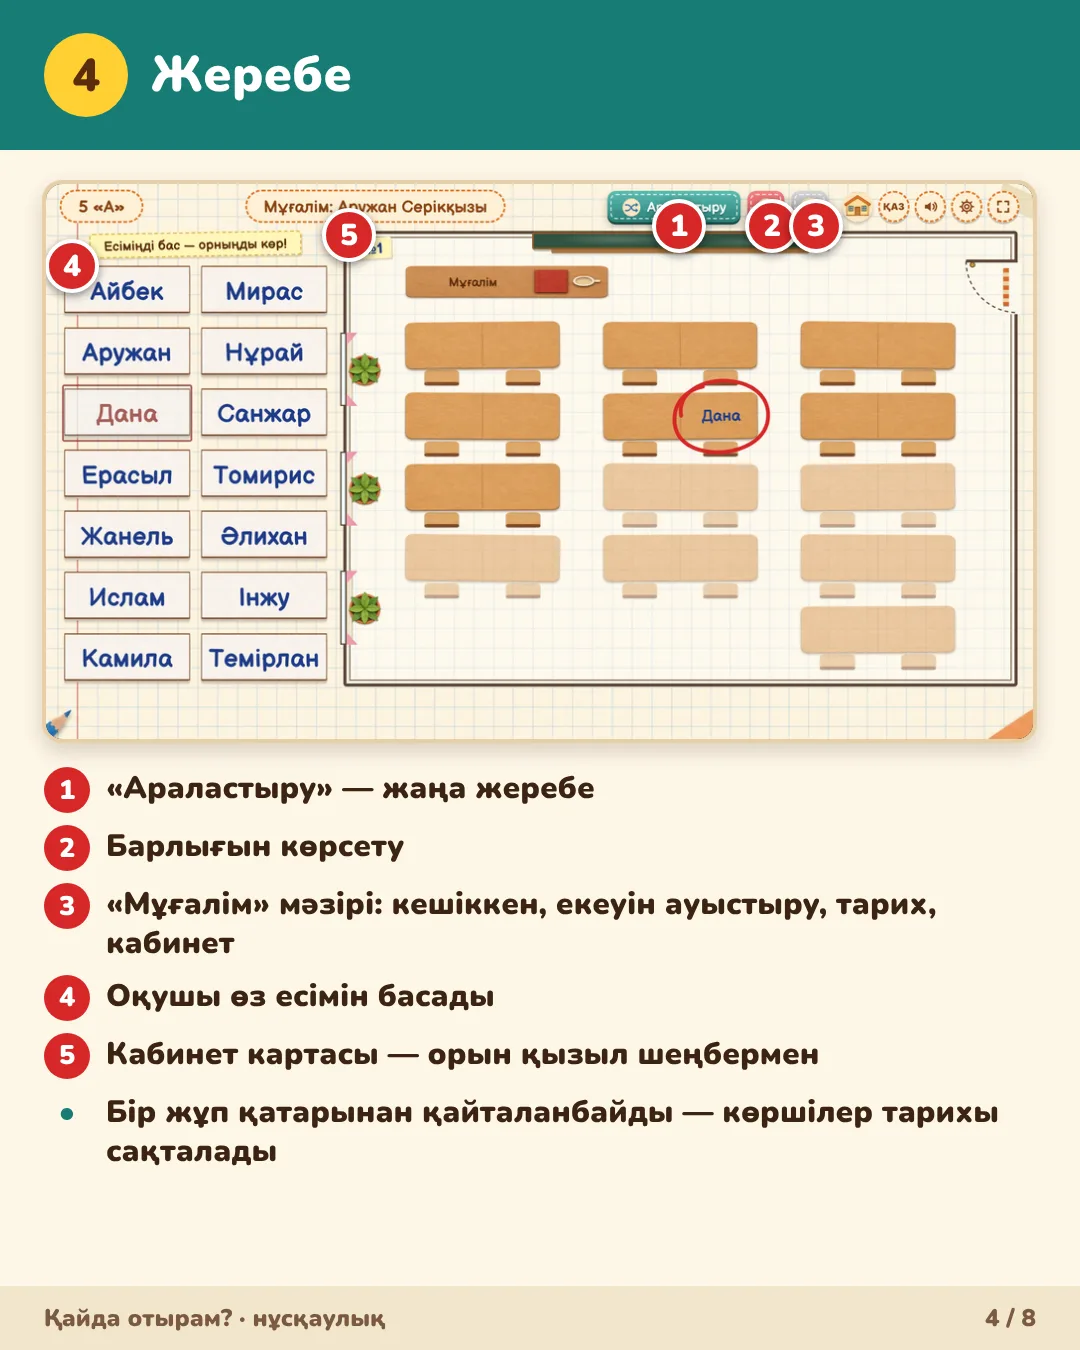 4 Жеребе
5 «А»
Мұғалім: Аружан Серікқызы
1
2
3
ҚАЗ
4
Есіміңді бас — орныңды көр!
5
№1
Айбек Мирас
Аружан Нұрай
Дана Санжар
Ерасыл Томирис
Жанель Әлихан
Ислам Інжу
Камила Темірлан
Мұғалім
Дана
1 «Араластыру» — жаңа жеребе
2 Барлығын көрсету
3 «Мұғалім» мәзірі: кешіккен, екеуін ауыстыру, тарих,
кабинет
4 Оқушы өз есімін басады
5 Кабинет картасы — орын қызыл шеңбермен
• Бір жұп қатарынан қайталанбайды — көршілер тарихы
сақталады
Қайда отырам? · нұсқаулық
4 / 8